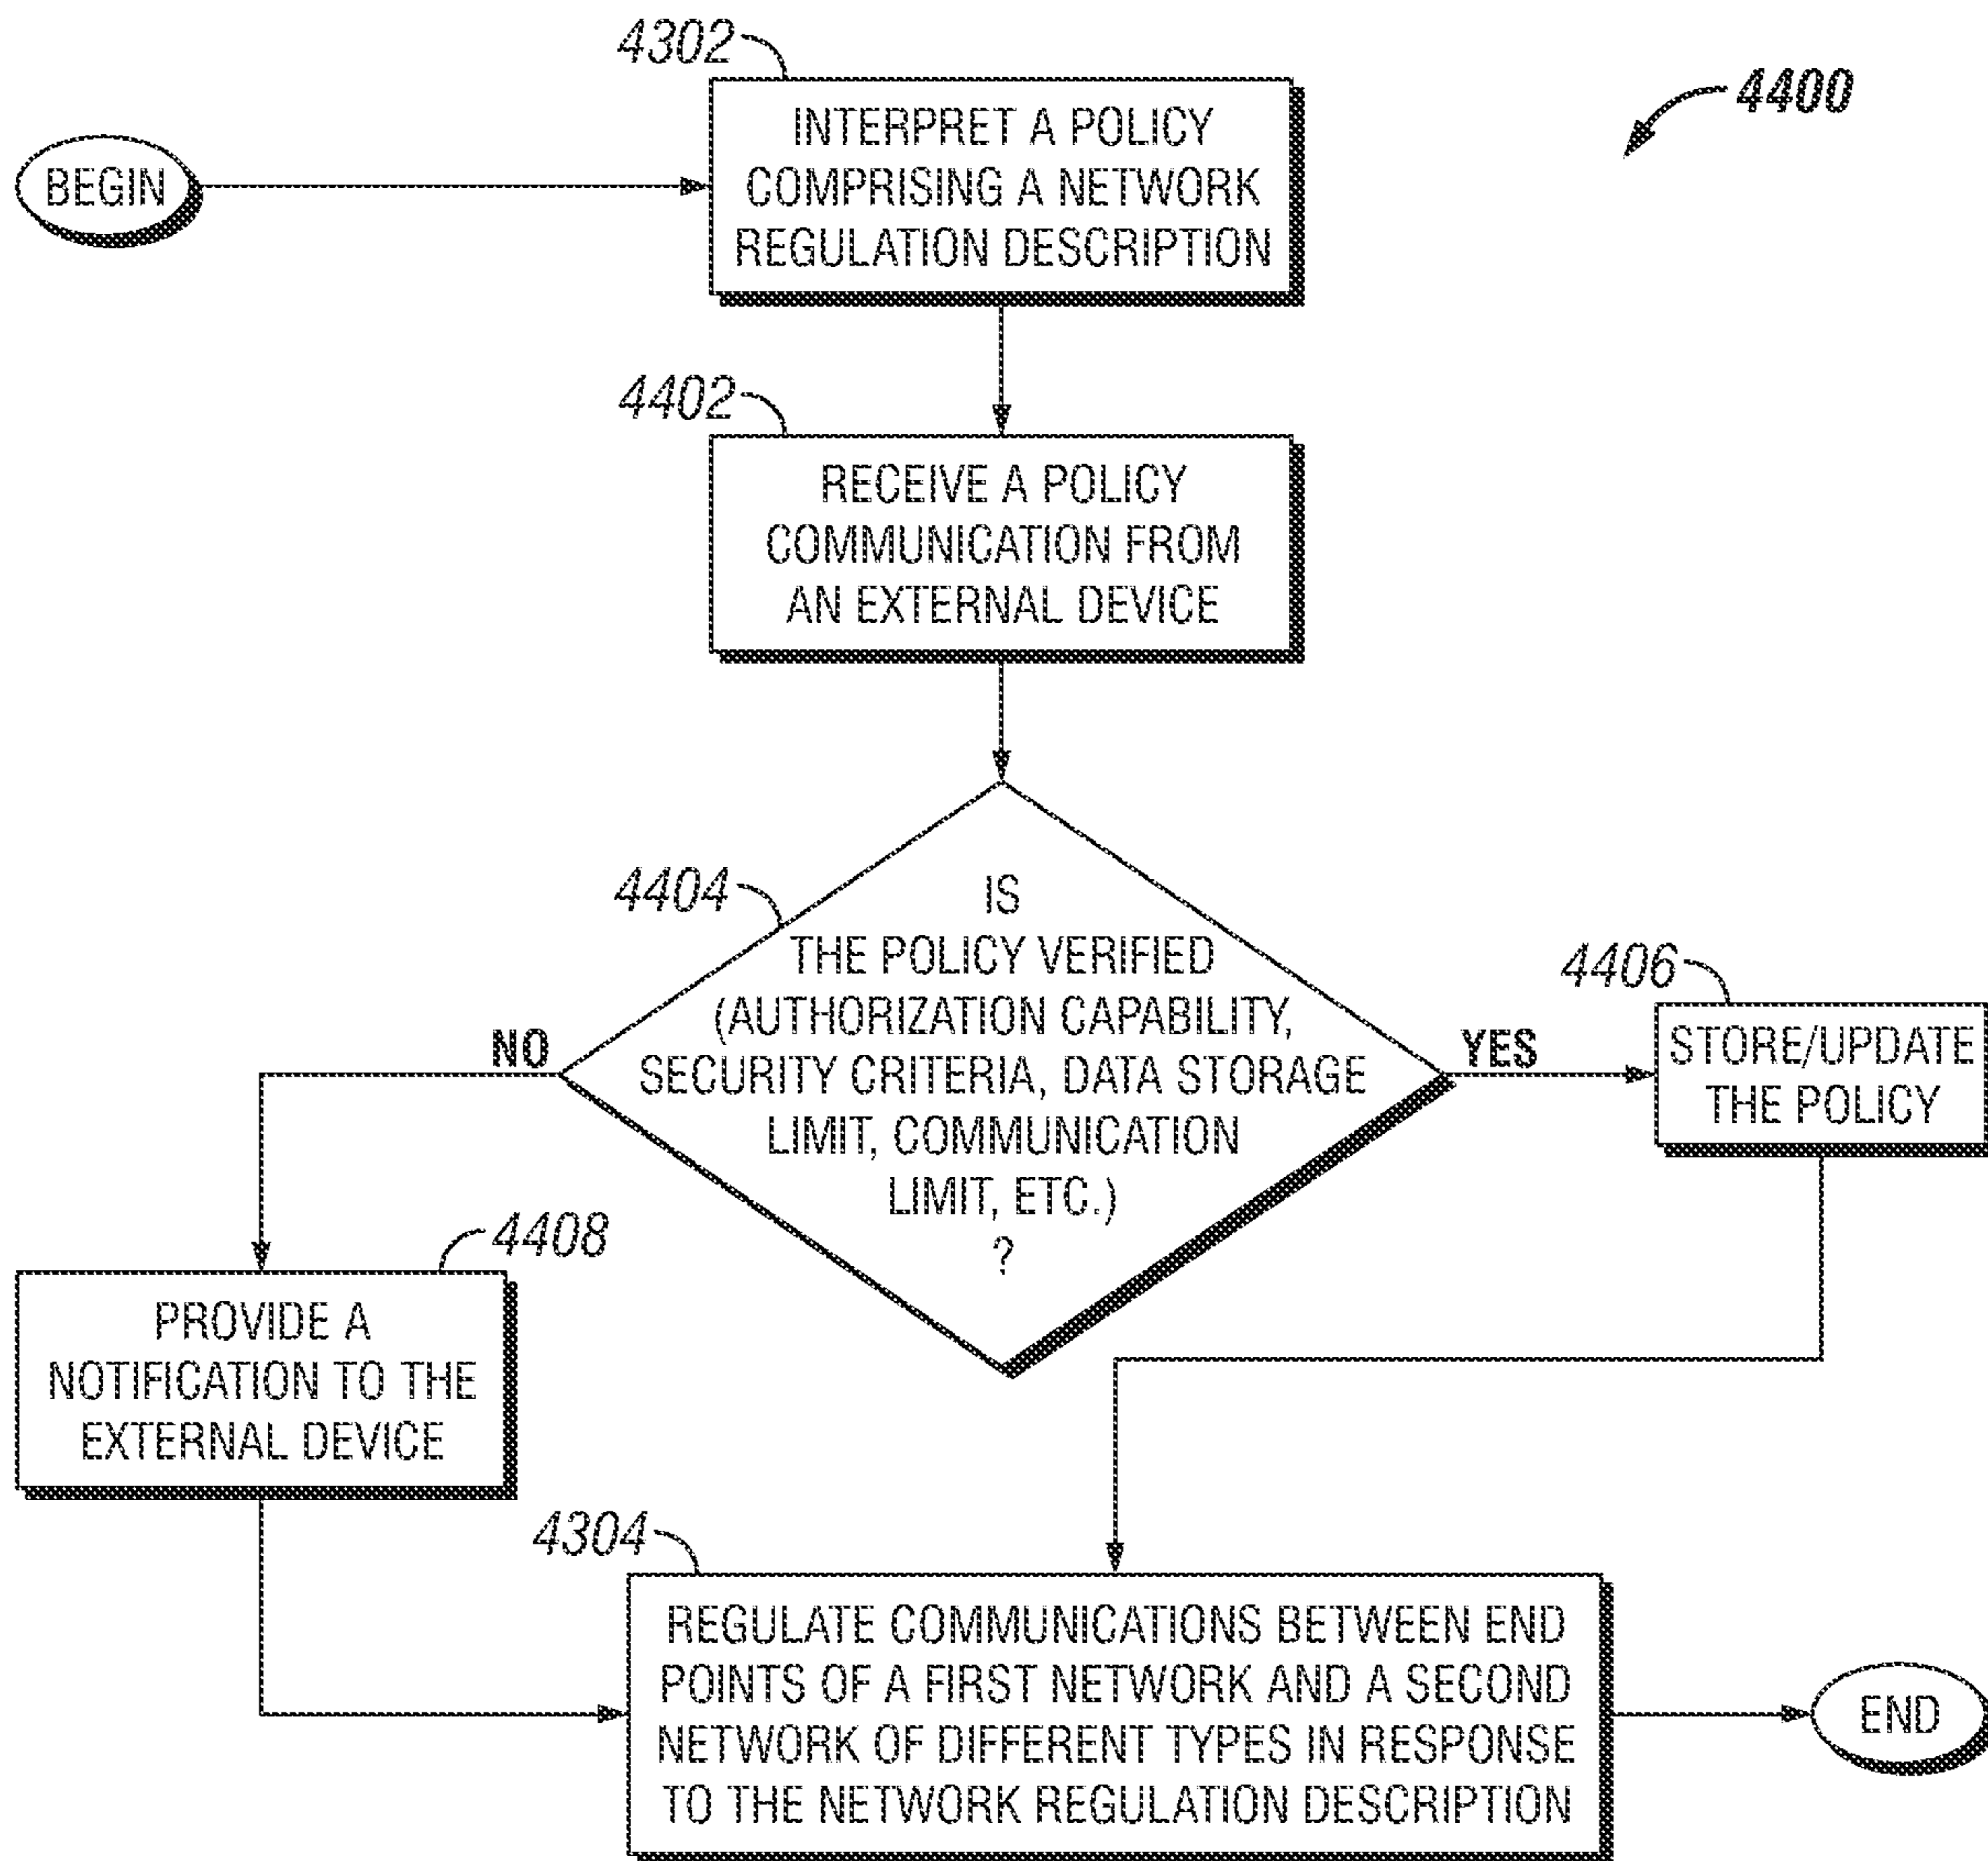 4302
4400
BEGIN
INTERPRET A POLICY
COMPRISING A NETWORK
REGULATION DESCRIPTION
4402
RECEIVE A POLICY
COMMUNICATION FROM
AN EXTERNAL DEVICE
4404
IS
THE POLICY VERIFIED
(AUTHORIZATION CAPABILITY,
SECURITY CRITERIA, DATA STORAGE
LIMIT, COMMUNICATION
LIMIT, ETC.)
?
NO
YES
4406
STORE/UPDATE
THE POLICY
4408
PROVIDE A
NOTIFICATION TO THE
EXTERNAL DEVICE
4304
REGULATE COMMUNICATIONS BETWEEN END
POINTS OF A FIRST NETWORK AND A SECOND
NETWORK OF DIFFERENT TYPES IN RESPONSE
TO THE NETWORK REGULATION DESCRIPTION
END